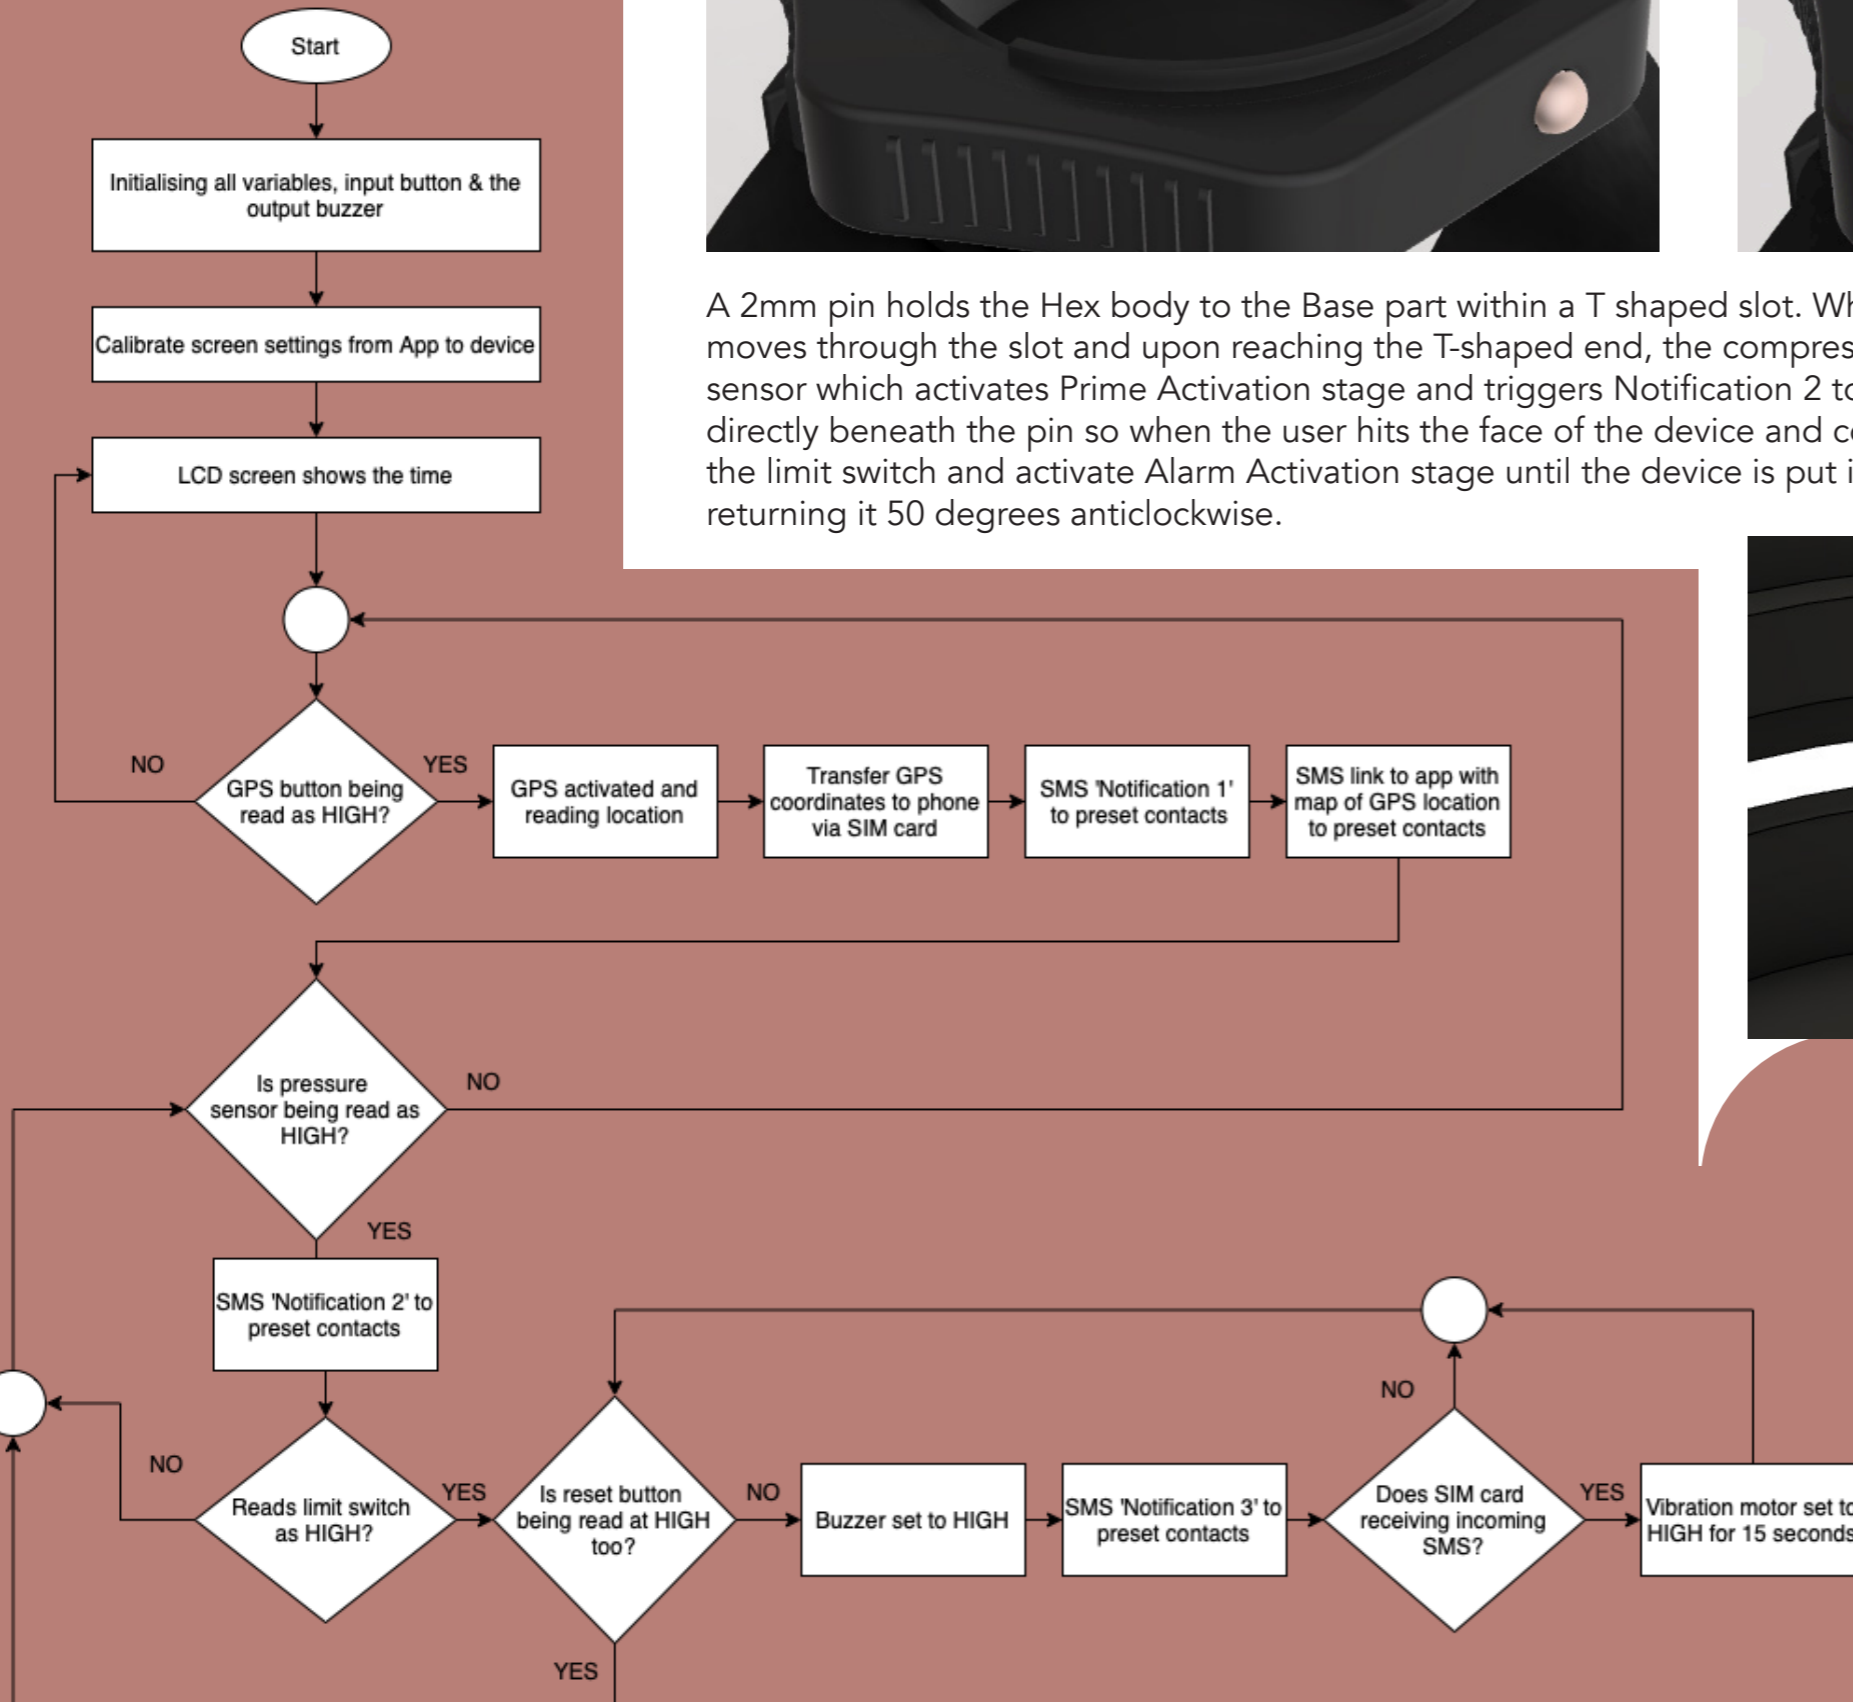 Start
Initialising all variables, input button & the
output buzzer
Calibrate screen settings from App to device
LCD screen shows the time
A 2mm pin holds the Hex body to the Base part within a T shaped slot.
moves through the slot and upon reaching the T-shaped end, the
sensor which activates Prime Activation stage and triggers Notification 2
directly beneath the pin so when the user hits the face of the device and
the limit switch and activate Alarm Activation stage until the device is put
returning it 50 degrees anticlockwise.
NO
GPS button being
read as HIGH?
YES
GPS activated and
reading location
Transfer GPS
coordinates to phone
via SIM card
SMS 'Notification 1'
to preset contacts
SMS link to app with
map of GPS location
to preset contacts
Is pressure
sensor being read as
HIGH?
NO
YES
SMS 'Notification 2' to
preset contacts
NO
Reads limit switch
as HIGH?
YES
Is reset button
being read at HIGH
too?
NO
YES
Buzzer set to HIGH
SMS 'Notification 3' to
preset contacts
Does SIM card
receiving incoming
SMS?
NO
YES
Vibration motor set to
HIGH for 15 seconds